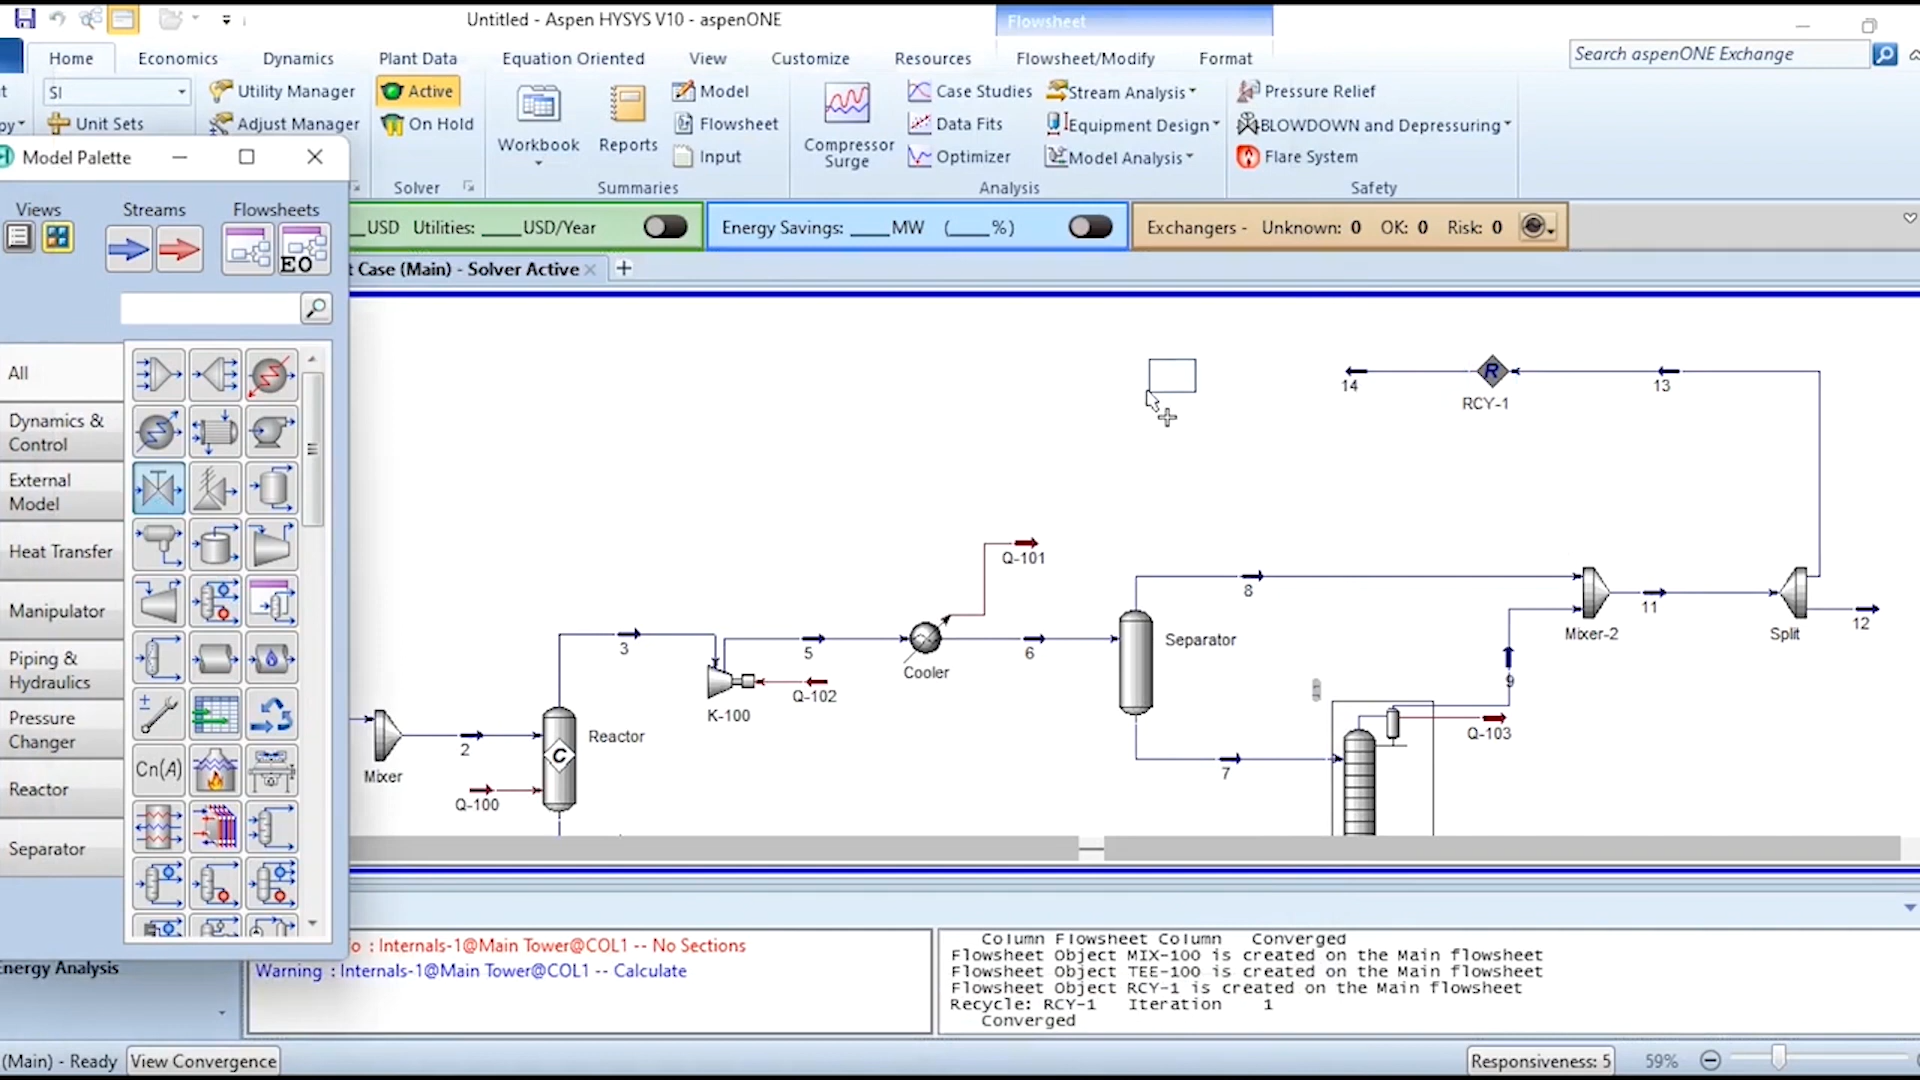 Untitled - Aspen HYSYS V10 - aspenONE
Flowsheet
Home
Economics
Dynamics
Plant Data
Equation Oriented
View
Customize
Resources
Flowsheet/Modify
Format
Search aspenONE Exchange
SI
Unit Sets
Utility Manager
Adjust Manager
Active
On Hold
Solver
Workbook
Reports
Model
Flowsheet
Input
Summaries
Compressor
Surge
Case Studies
Data Fits
Optimizer
Stream Analysis
Equipment Design
Model Analysis
Analysis
Pressure Relief
BLOWDOWN and Depressuring
Flare System
Safety
Model Palette
Views
Streams
Flowsheets
EO
USD Utilities: ____USD/Year
Energy Savings: ____MW (____%)
Exchangers - Unknown: 0 OK: 0 Risk: 0
t Case (Main) - Solver Active
All
Dynamics &
Control
External
Model
Heat Transfer
Manipulator
Piping &
Hydraulics
Pressure
Changer
Reactor
Separator
Cn(A)
14
R
RCY-1
13
Q-101
8
Mixer-2
11
Split
12
3
5
Cooler
6
Separator
K-100
Q-102
9
Q-103
7
Mixer
2
Reactor
C
Q-100
nergy Analysis
o : Internals-1@Main Tower@COL1 -- No Sections
Warning : Internals-1@Main Tower@COL1 -- Calculate
Column Flowsheet Column Converged
Flowsheet Object MIX-100 is created on the Main flowsheet
Flowsheet Object TEE-100 is created on the Main flowsheet
Flowsheet Object RCY-1 is created on the Main flowsheet
Recycle: RCY-1 Iteration 1
Converged
(Main) - Ready
View Convergence
Responsiveness: 5
59%